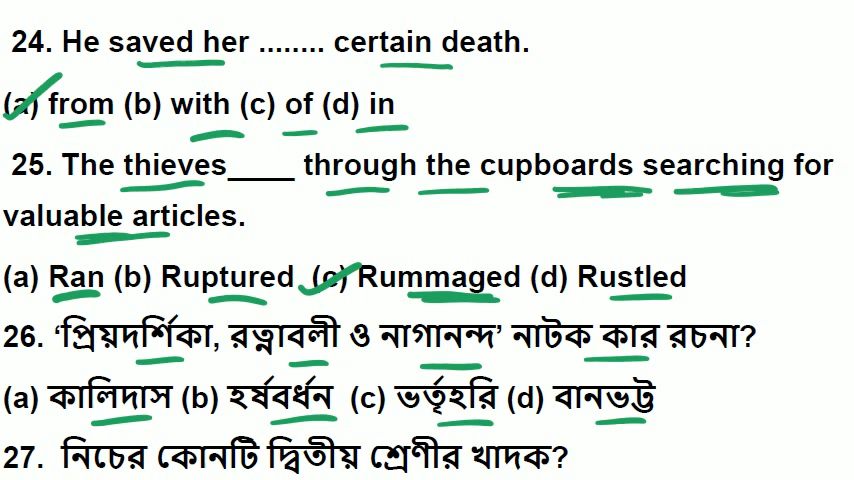 24. He saved her ........ certain death.
(a) from (b) with (c) of (d) in
25. The thieves____ through the cupboards searching for
valuable articles.
(a) Ran (b) Ruptured (c) Rummaged (d) Rustled
26. ‘প্রিয়দর্শিকা, রত্নাবলী ও নাগানন্দ’ নাটক কার রচনা?
(a) কালিদাস (b) হর্ষবর্ধন (c) ভর্তৃহরি (d) বানভট্ট
27. নিচের কোনটি দ্বিতীয় শ্রেণীর খাদক?